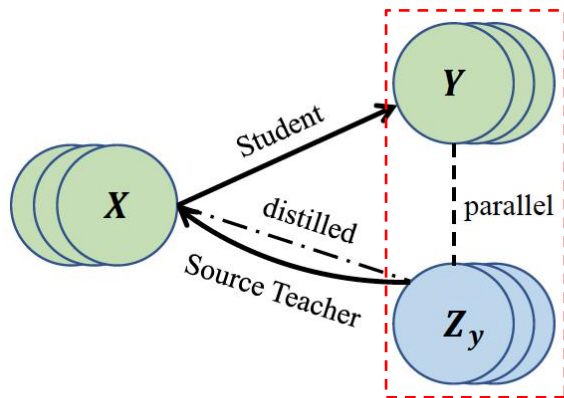 Y
Student
X
distilled
parallel
Source Teacher
Z_y